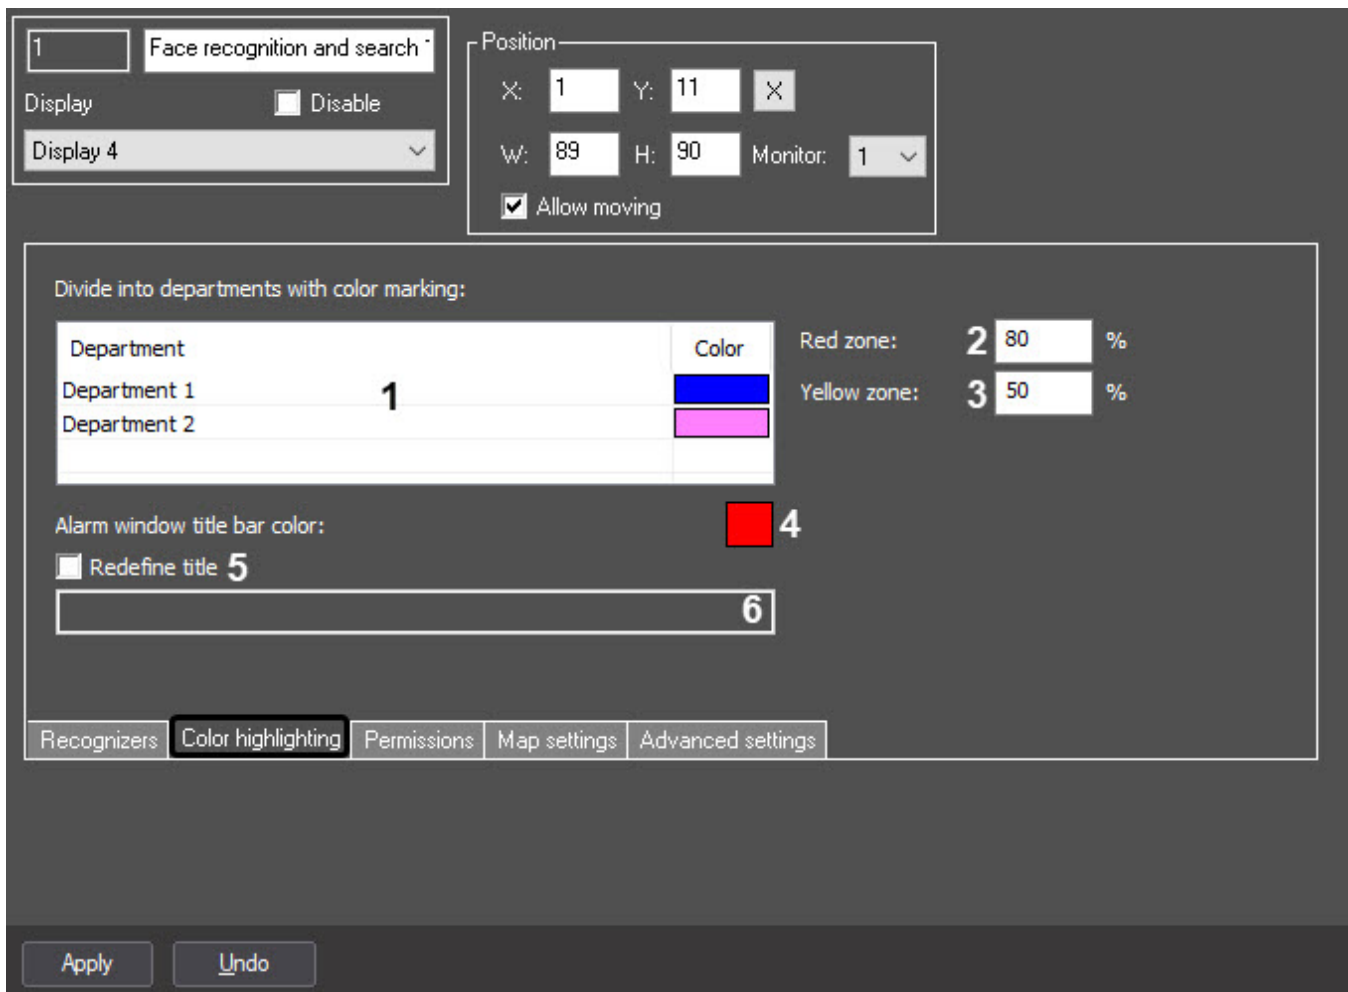 1
Face recognition and search
Display
Disable
Display 4
Position
X: 1 Y: 11 X
W: 89 H: 90 Monitor: 1
Allow moving
Divide into departments with color marking:
Department Color
Department 1
Department 2
1
Red zone: 2 80 %
Yellow zone: 3 50 %
Alarm window title bar color: 4
Redefine title 5
6
Recognizers Color highlighting Permissions Map settings Advanced settings
Apply Undo